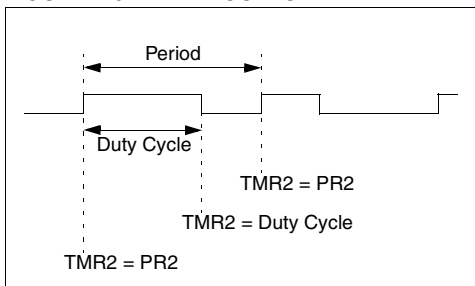 Period
Duty Cycle
TMR2 = PR2
TMR2 = Duty Cycle
TMR2 = PR2